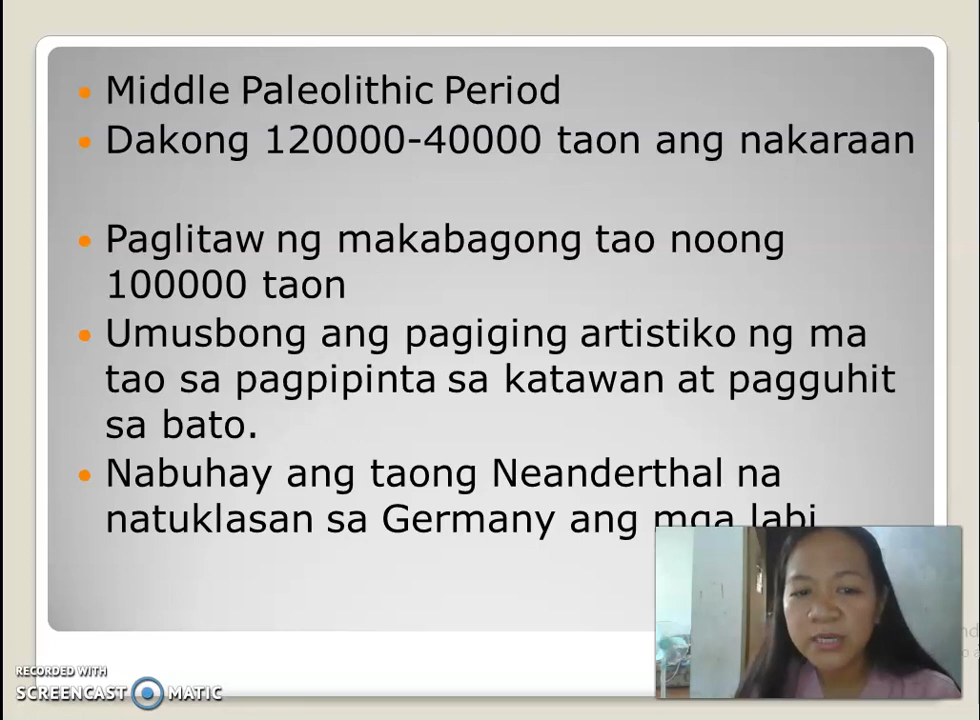 Middle Paleolithic Period
Dakong 120000-40000 taon ang nakaraan
Paglitaw ng makabagong tao noong
100000 taon
Umusbong ang pagiging artistiko ng ma
tao sa pagpipinta sa katawan at pagguhit
sa bato.
Nabuhay ang taong Neanderthal na
natuklasan sa Germany ang mga labi
RECORDED WITH
SCREENCAST MATIC